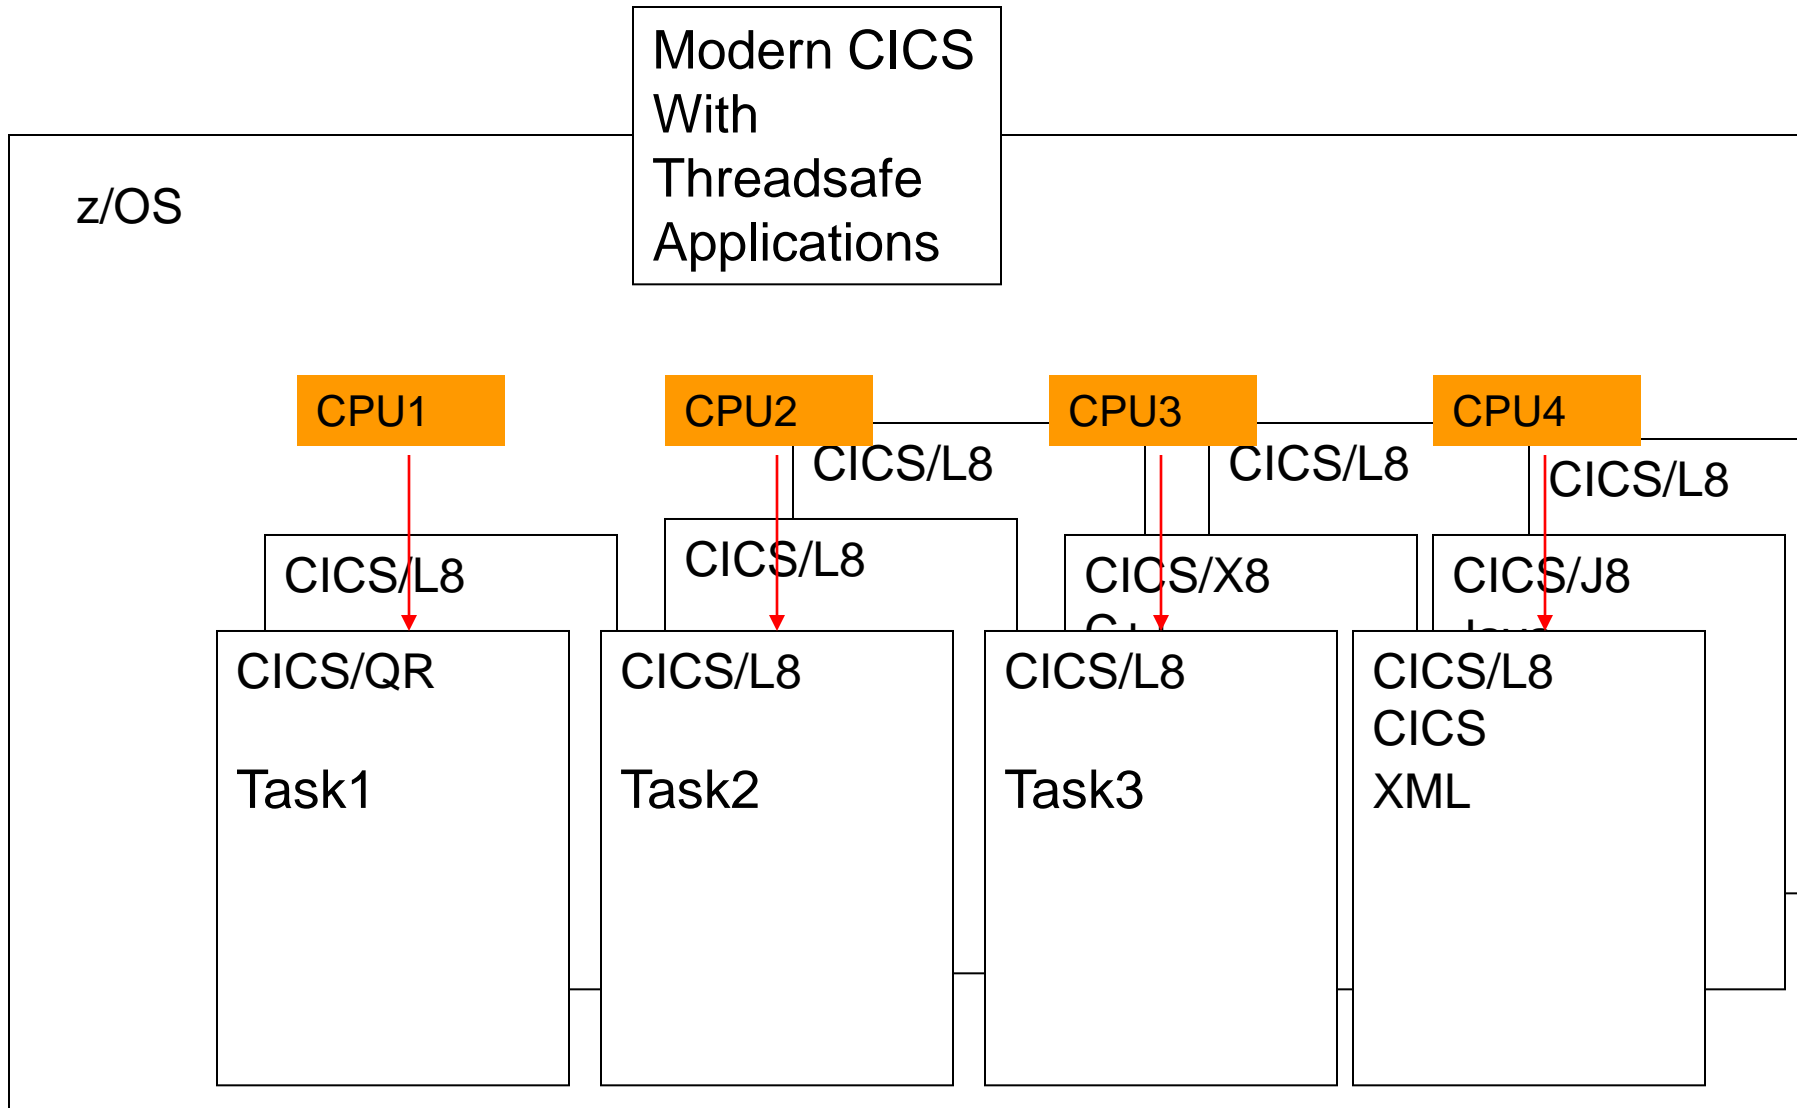 Modern CICS
With
Threadsafe
Applications
z/OS
CPU1
CPU2
CPU3
CPU4
CICS/L8
CICS/L8
CICS/L8
CICS/L8
CICS/L8
CICS/X8
CICS/J8
CICS/QR
Task1
CICS/L8
Task2
CICS/L8
Task3
CICS/L8
CICS
XML